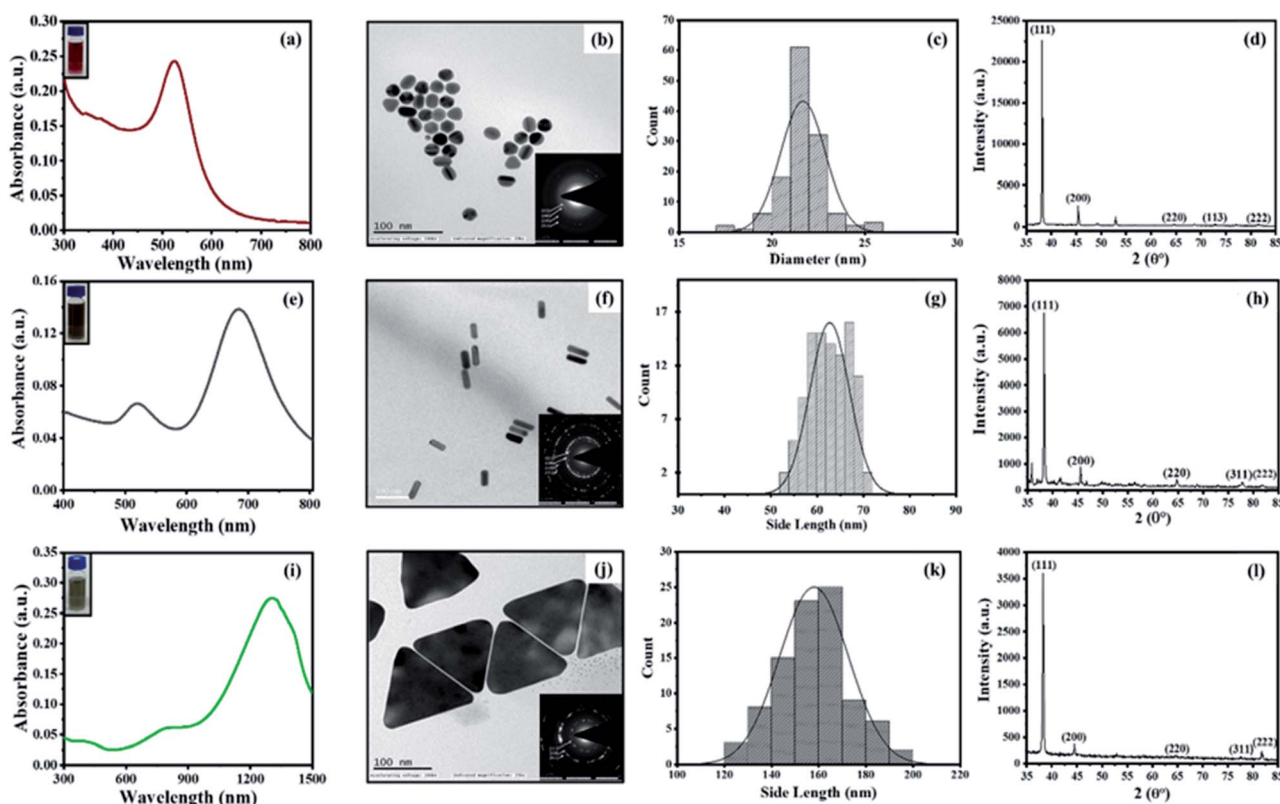 (a)
0.30
0.25
0.20
0.15
0.10
0.05
0.00
Absorbance (a.u.)
300 400 500 600 700 800
Wavelength (nm)
(b)
100 nm
(c)
70
60
50
40
30
20
10
0
Count
15 20 25 30
Diameter (nm)
(d)
25000
20000
15000
10000
5000
0
Intensity (a.u.)
(111)
(200)
(220) (113) (222)
35 40 45 50 55 60 65 70 75 80 85
2 (θ°)
(e)
0.16
0.12
0.08
0.04
0.00
Absorbance (a.u.)
400 500 600 700 800
Wavelength (nm)
(f)
(g)
17
12
7
2
Count
30 40 50 60 70 80 90
Side Length (nm)
(h)
8000
7000
6000
5000
4000
3000
2000
1000
0
Intensity (a.u.)
(111)
(200)
(220) (311) (222)
35 40 45 50 55 60 65 70 75 80 85
2 (θ°)
(i)
0.35
0.30
0.25
0.20
0.15
0.10
0.05
0.00
Absorbance (a.u.)
300 600 900 1200 1500
Wavelength (nm)
(j)
100 nm
(k)
30
25
20
15
10
5
0
Count
100 120 140 160 180 200 220
Side Length (nm)
(l)
4000
3500
3000
2500
2000
1500
1000
500
0
Intensity (a.u.)
(111)
(200)
(220) (311) (222)
35 40 45 50 55 60 65 70 75 80 85
2 (θ°)